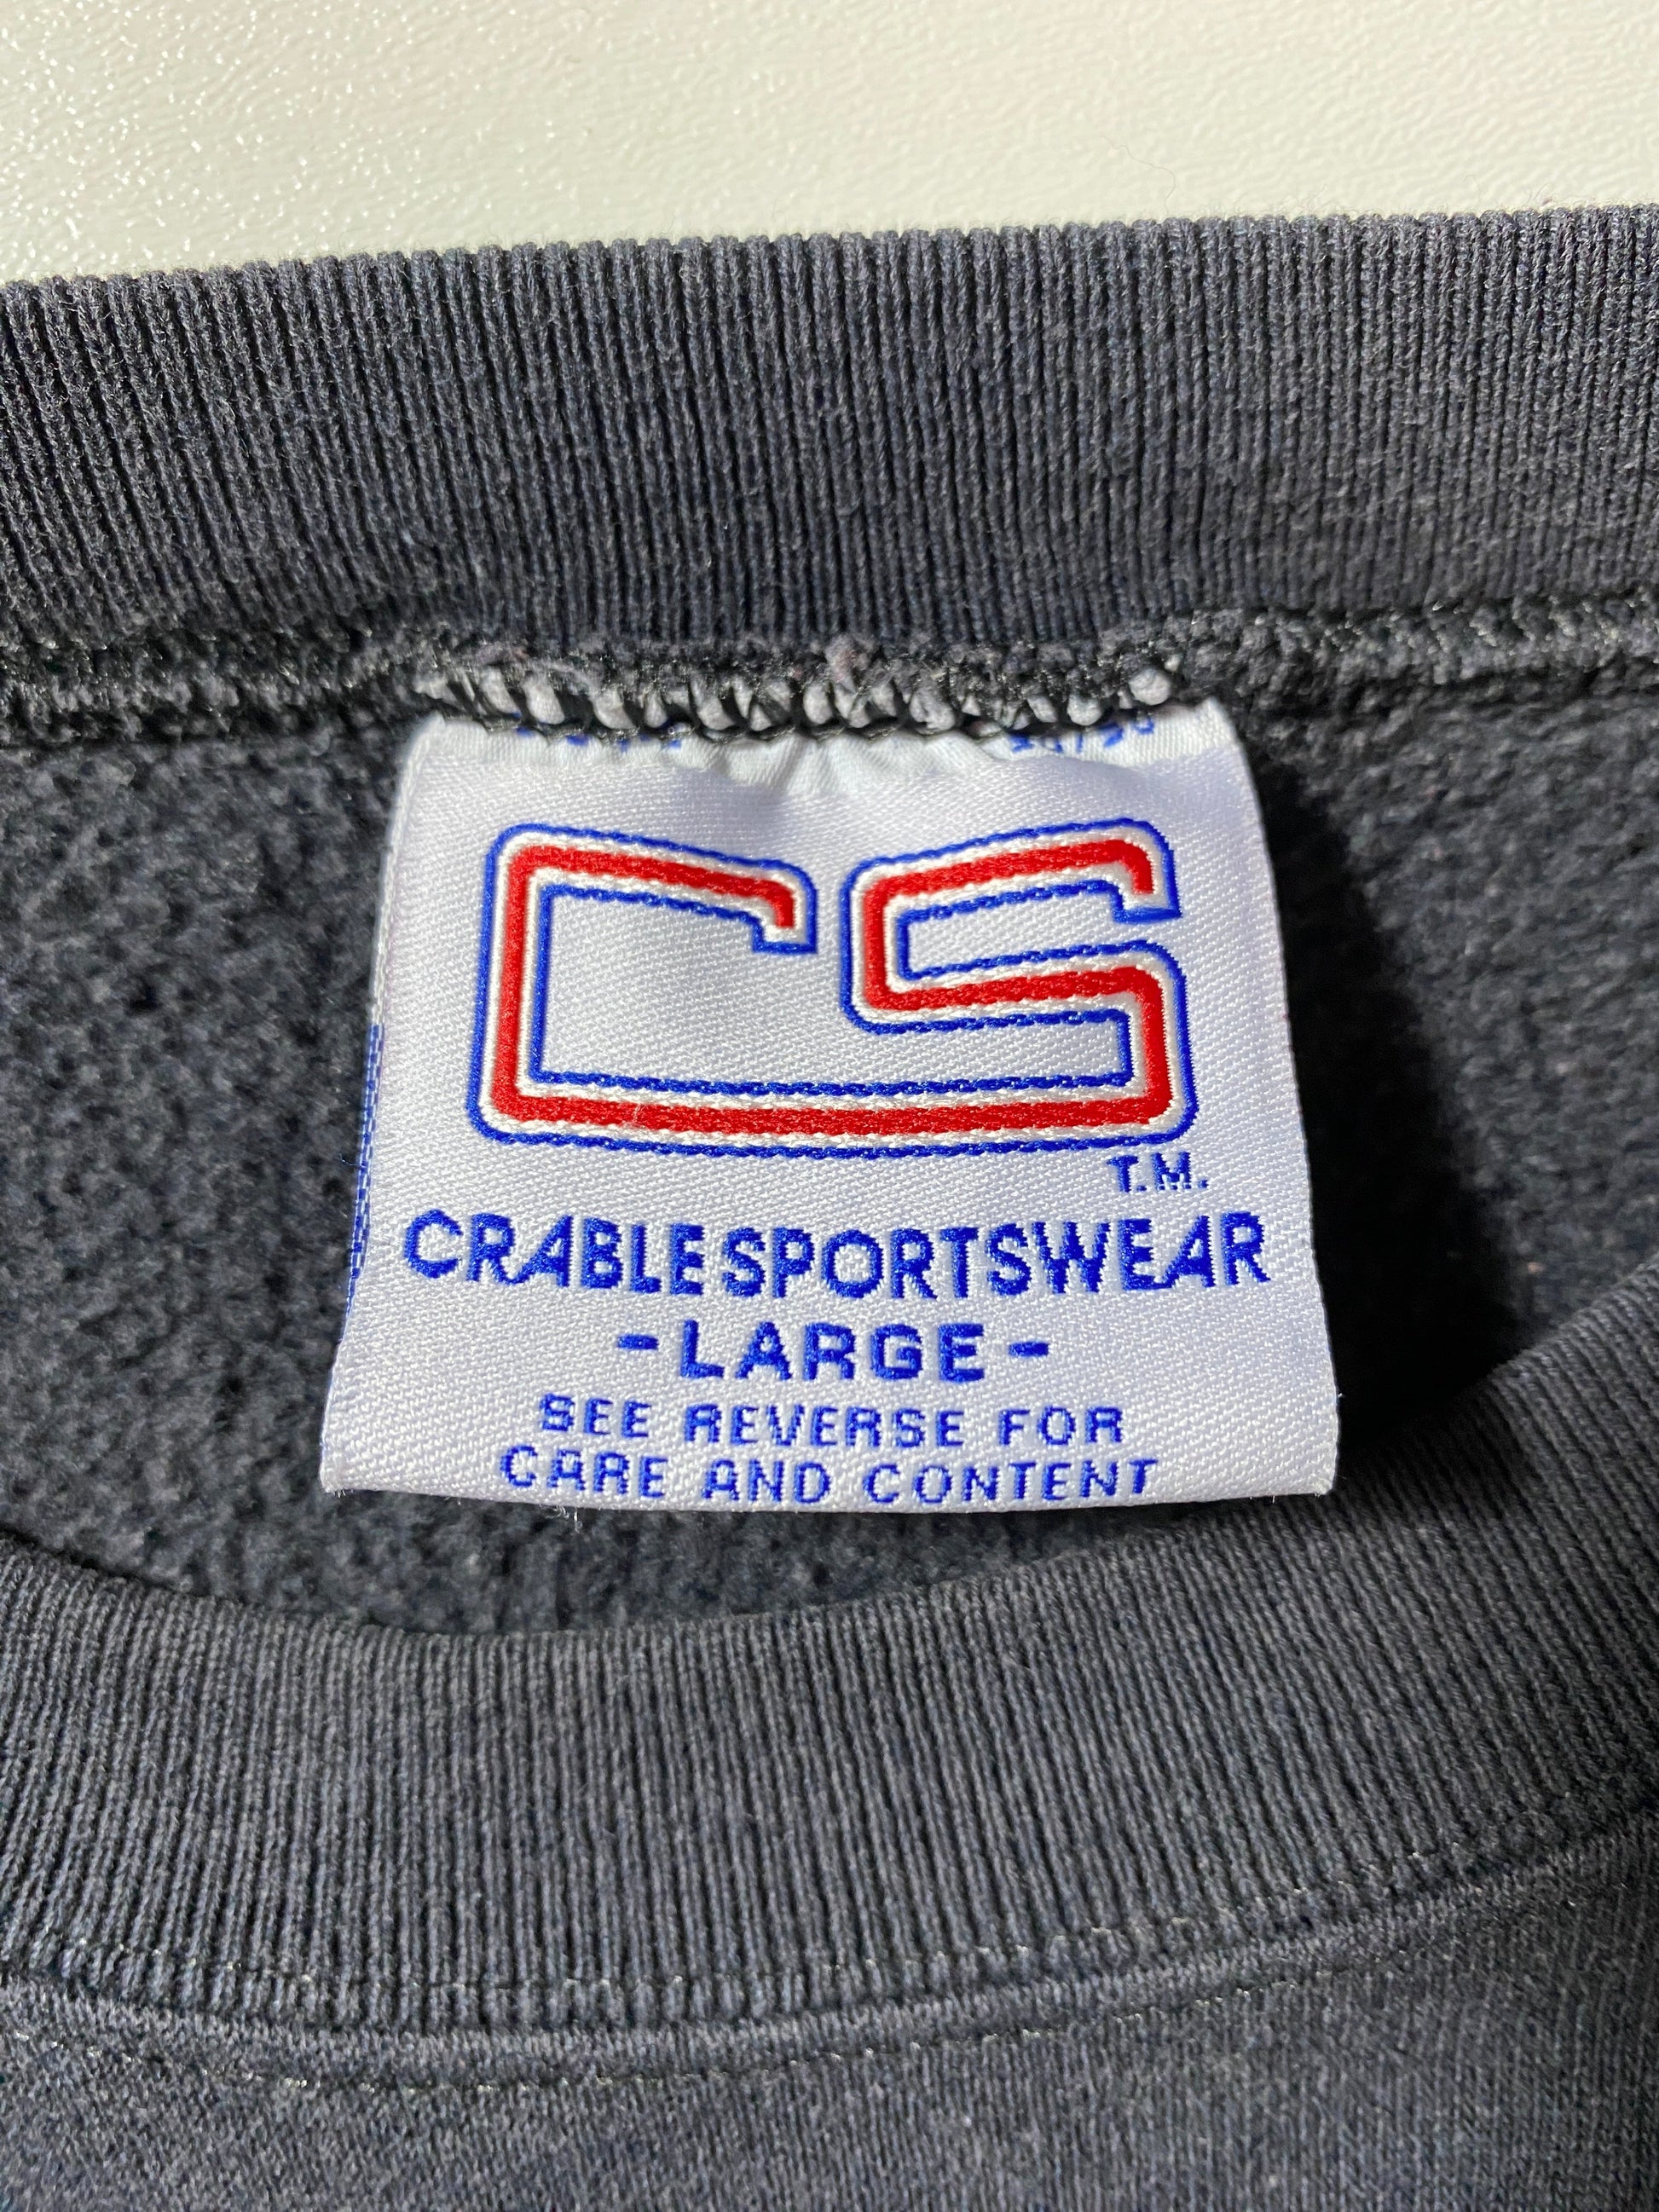 CS
T.M.
CRABLE SPORTSWEAR
-LARGE-
SEE REVERSE FOR
CARE AND CONTENT